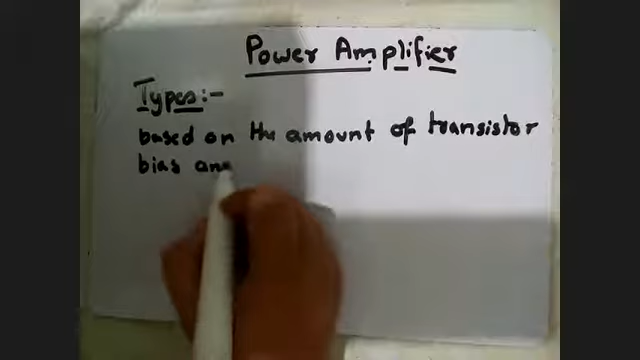 Power Amplifier
Types:-
based on the amount of transistor
bias an